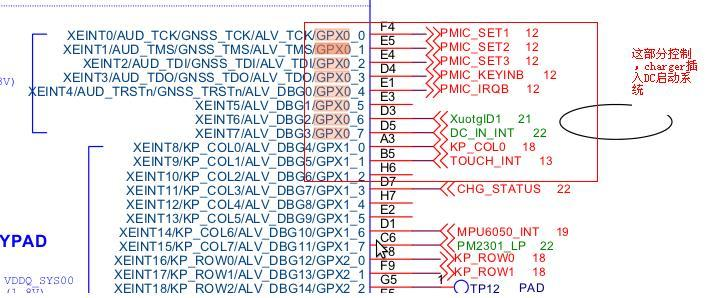 XEINT0/AUD_TCK/GNSS_TCK/ALV_TCK/GPX0_0 F4 PMIC_SET1 12
XEINT1/AUD_TMS/GNSS_TMS/ALV_TMS/GPX0_1 E5 PMIC_SET2 12
XEINT2/AUD_TDI/GNSS_TDI/ALV_TDI/GPX0_2 E4 PMIC_SET3 12
XEINT3/AUD_TDO/GNSS_TDO/ALV_TDO/GPX0_3 D4 PMIC_KEYINB 12
XEINT4/AUD_TRSTn/GNSS_TRSTn/ALV_DBG0/GPX0_4 E1 PMIC_IRQB 12
XEINT5/ALV_DBG1/GPX0_5 E3
XEINT6/ALV_DBG2/GPX0_6 D3 XuotgID1 21
XEINT7/ALV_DBG3/GPX0_7 D5 DC_IN_INT 22
XEINT8/KP_COL0/ALV_DBG4/GPX1_0 A3 KP_COL0 18
XEINT9/KP_COL1/ALV_DBG5/GPX1_1 B5 TOUCH_INT 13
XEINT10/KP_COL2/ALV_DBG6/GPX1_2 H6
XEINT11/KP_COL3/ALV_DBG7/GPX1_3 D7 CHG_STATUS 22
XEINT12/KP_COL4/ALV_DBG8/GPX1_4 H7
XEINT13/KP_COL5/ALV_DBG9/GPX1_5 E2
XEINT14/KP_COL6/ALV_DBG10/GPX1_6 D1 MPU6050_INT 19
XEINT15/KP_COL7/ALV_DBG11/GPX1_7 C6 PM2301_LP 22
XEINT16/KP_ROW0/ALV_DBG12/GPX2_0 KP_ROW0 18
XEINT17/KP_ROW1/ALV_DBG13/GPX2_1 F9 KP_ROW1 18
XEINT18/KP_ROW2/ALV_DBG14/GPX2_2 G5 1 TP12 PAD
这部分控制
,charger插
入DC启动系
统
YPAD
VDDQ_SYS00